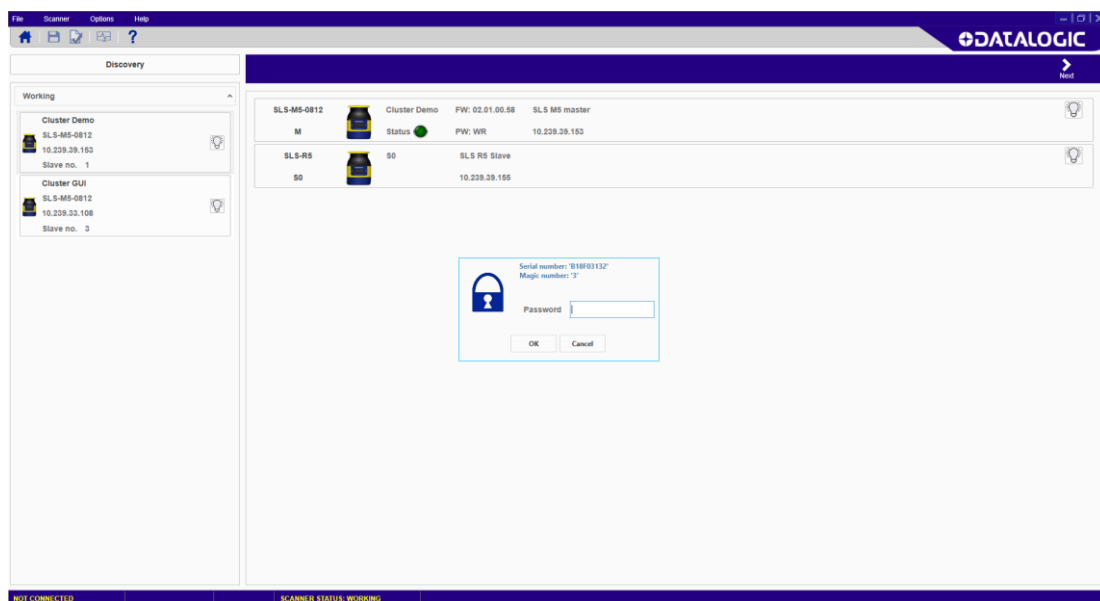 File Scanner Options Help
DATALOGIC
Discovery
Next
Working
Cluster Demo
SLS-M5-0812
10.239.39.153
Slave no. 1
Cluster GUI
SLS-M5-0812
10.239.33.108
Slave no. 3
SLS-M5-0812 Cluster Demo FW: 02.01.00.58 SLS M5 master
M Status PW: WR 10.239.39.153
SLS-R5 S0 SLS R5 Slave
S0 10.239.39.155
Serial number: 'B18F03132'
Magic number: '3'
Password
OK Cancel
NOT CONNECTED SCANNER STATUS: WORKING